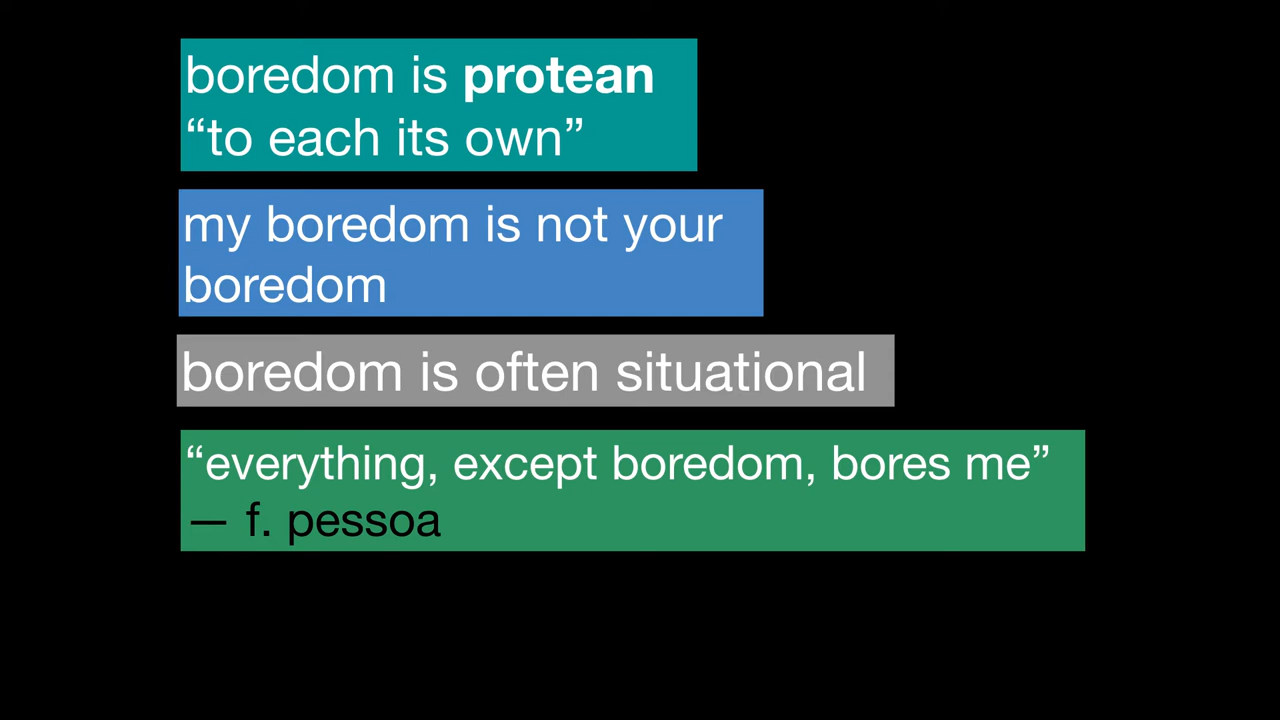 boredom is protean
“to each its own”
my boredom is not your
boredom
boredom is often situational
“everything, except boredom, bores me”
— f. pessoa